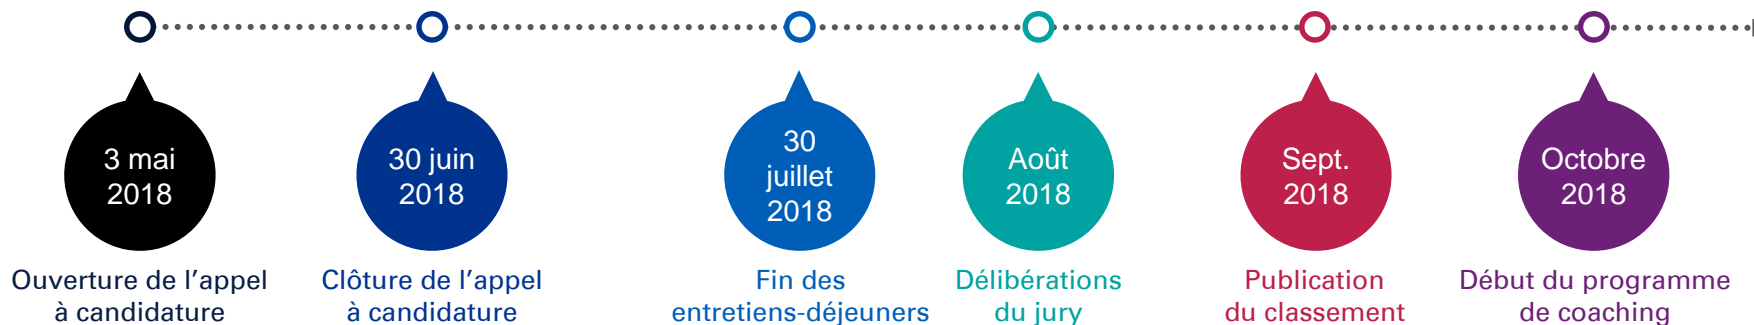 3 mai
2018
Ouverture de l’appel
à candidature
30 juin
2018
Clôture de l’appel
à candidature
30
juillet
2018
Fin des
entretiens-déjeuners
Août
2018
Délibérations
du jury
Sept.
2018
Publication
du classement
Octobre
2018
Début du programme
de coaching